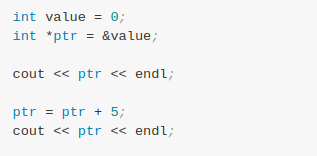 int value = 0;
int *ptr = &value;
cout << ptr << endl;
ptr = ptr + 5;
cout << ptr << endl;